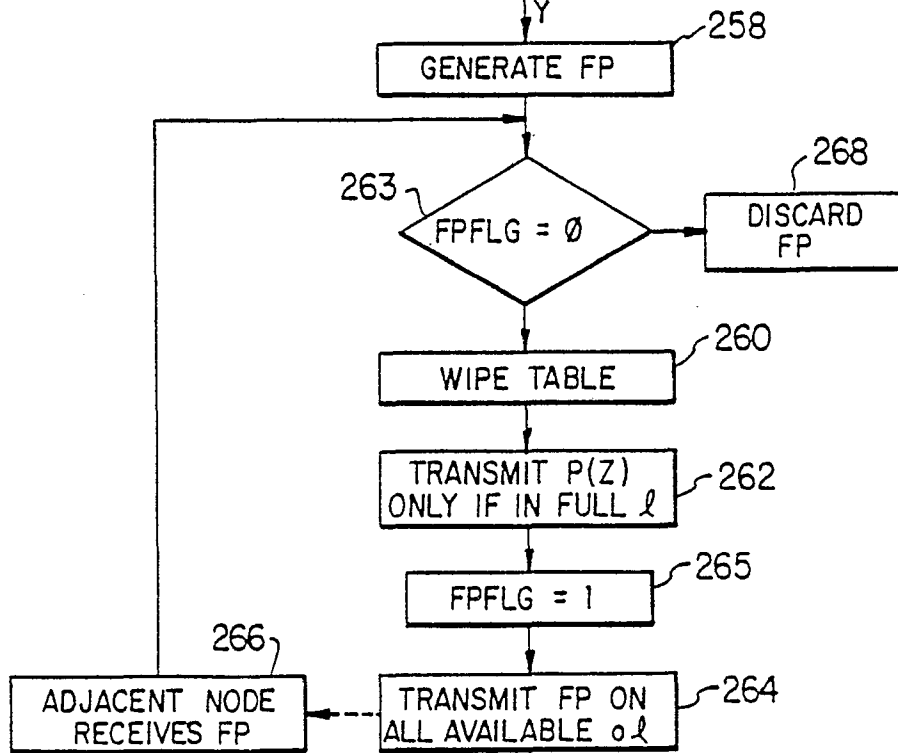 Y
258
GENERATE FP
263
FPFLG = Ø
268
DISCARD
FP
260
WIPE TABLE
TRANSMIT P(Z)
ONLY IF IN FULL ℓ
262
265
FPFLG = 1
266
ADJACENT NODE
RECEIVES FP
TRANSMIT FP ON
ALL AVAILABLE oℓ
264